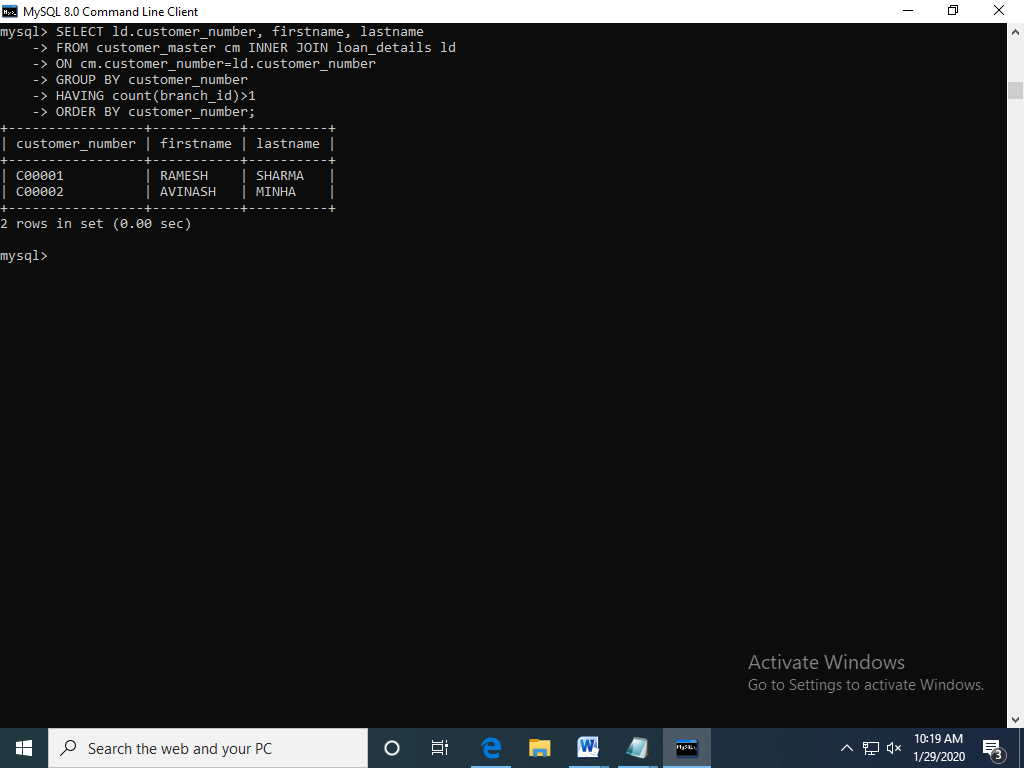 MySQL 8.0 Command Line Client
mysql> SELECT ld.customer_number, firstname, lastname
    -> FROM customer_master cm INNER JOIN loan_details ld
    -> ON cm.customer_number=ld.customer_number
    -> GROUP BY customer_number
    -> HAVING count(branch_id)>1
    -> ORDER BY customer_number;
+-----------------+-----------+----------+
| customer_number | firstname | lastname |
+-----------------+-----------+----------+
| C00001          | RAMESH    | SHARMA   |
| C00002          | AVINASH   | MINHA    |
+-----------------+-----------+----------+
2 rows in set (0.00 sec)
mysql>
Activate Windows
Go to Settings to activate Windows.
Search the web and your PC
10:19 AM
1/29/2020
3